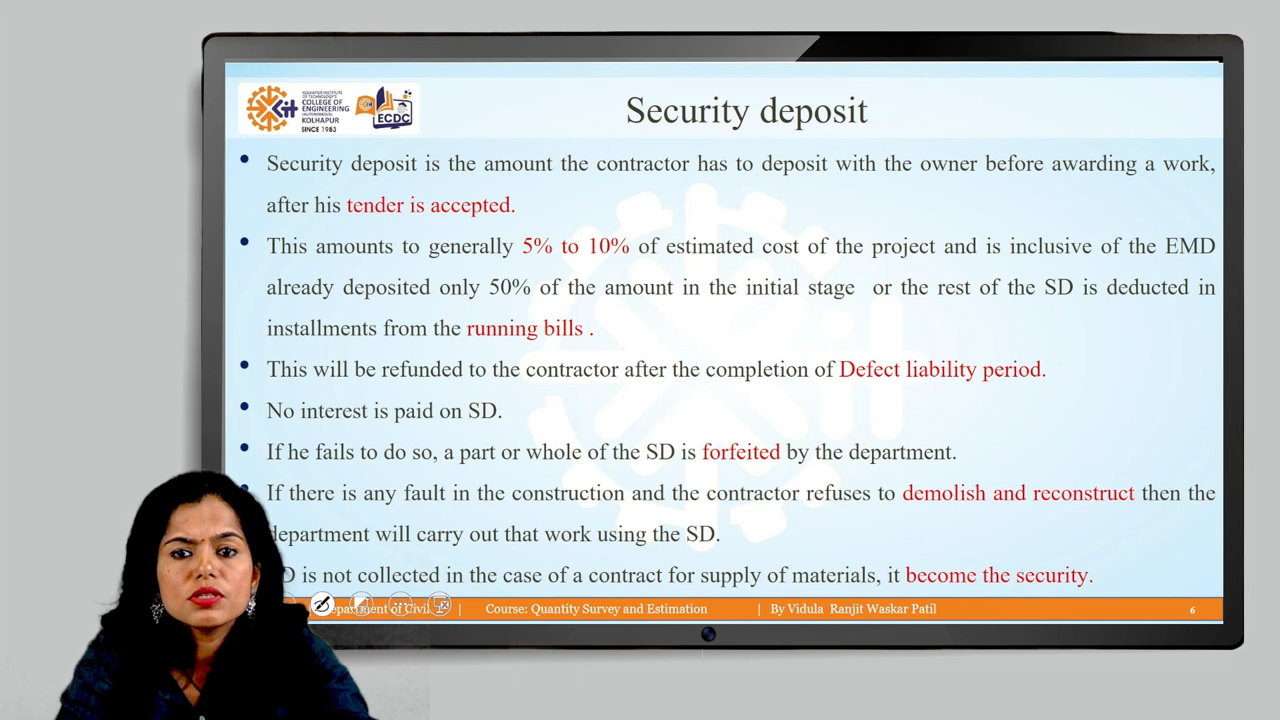 KOLHAPUR INSTITUTE
OF TECHNOLOGY'S
COLLEGE OF
ENGINEERING
(AUTONOMOUS),
KOLHAPUR
SINCE 1983
ECDC
Security deposit
• Security deposit is the amount the contractor has to deposit with the owner before awarding a work,
after his tender is accepted.
• This amounts to generally 5% to 10% of estimated cost of the project and is inclusive of the EMD
already deposited only 50% of the amount in the initial stage or the rest of the SD is deducted in
installments from the running bills .
• This will be refunded to the contractor after the completion of Defect liability period.
• No interest is paid on SD.
• If he fails to do so, a part or whole of the SD is forfeited by the department.
• If there is any fault in the construction and the contractor refuses to demolish and reconstruct then the
department will carry out that work using the SD.
D is not collected in the case of a contract for supply of materials, it become the security.
Department of Civil | Course: Quantity Survey and Estimation | By Vidula Ranjit Waskar Patil 6